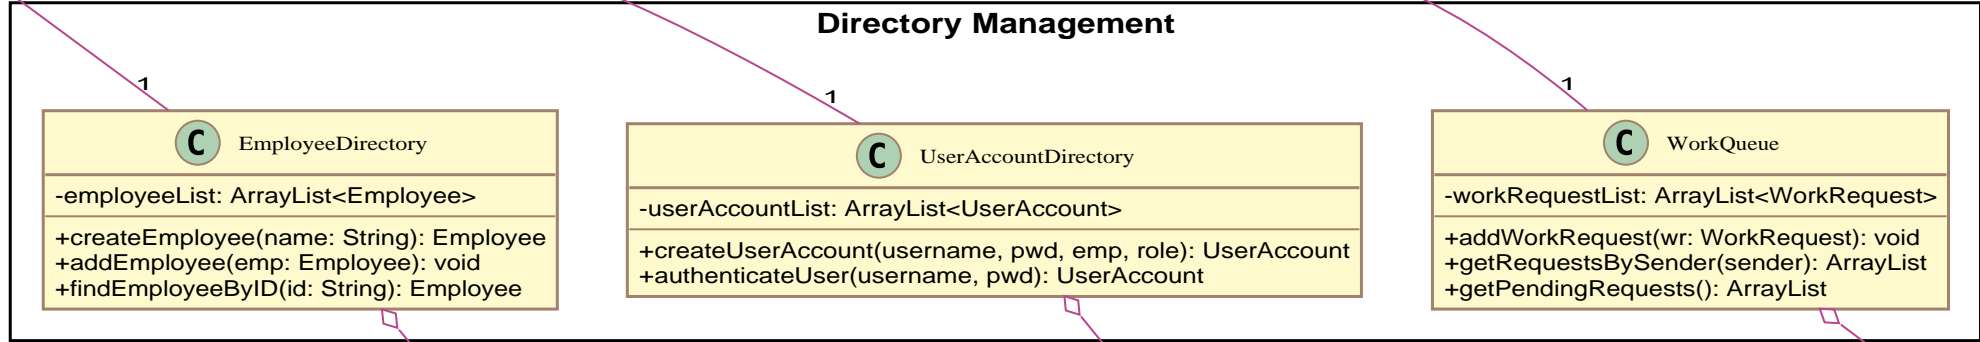 Directory Management
1
1
1
C EmployeeDirectory
-employeeList: ArrayList<Employee>
+createEmployee(name: String): Employee
+addEmployee(emp: Employee): void
+findEmployeeByID(id: String): Employee
C UserAccountDirectory
-userAccountList: ArrayList<UserAccount>
+createUserAccount(username, pwd, emp, role): UserAccount
+authenticateUser(username, pwd): UserAccount
C WorkQueue
-workRequestList: ArrayList<WorkRequest>
+addWorkRequest(wr: WorkRequest): void
+getRequestsBySender(sender): ArrayList
+getPendingRequests(): ArrayList